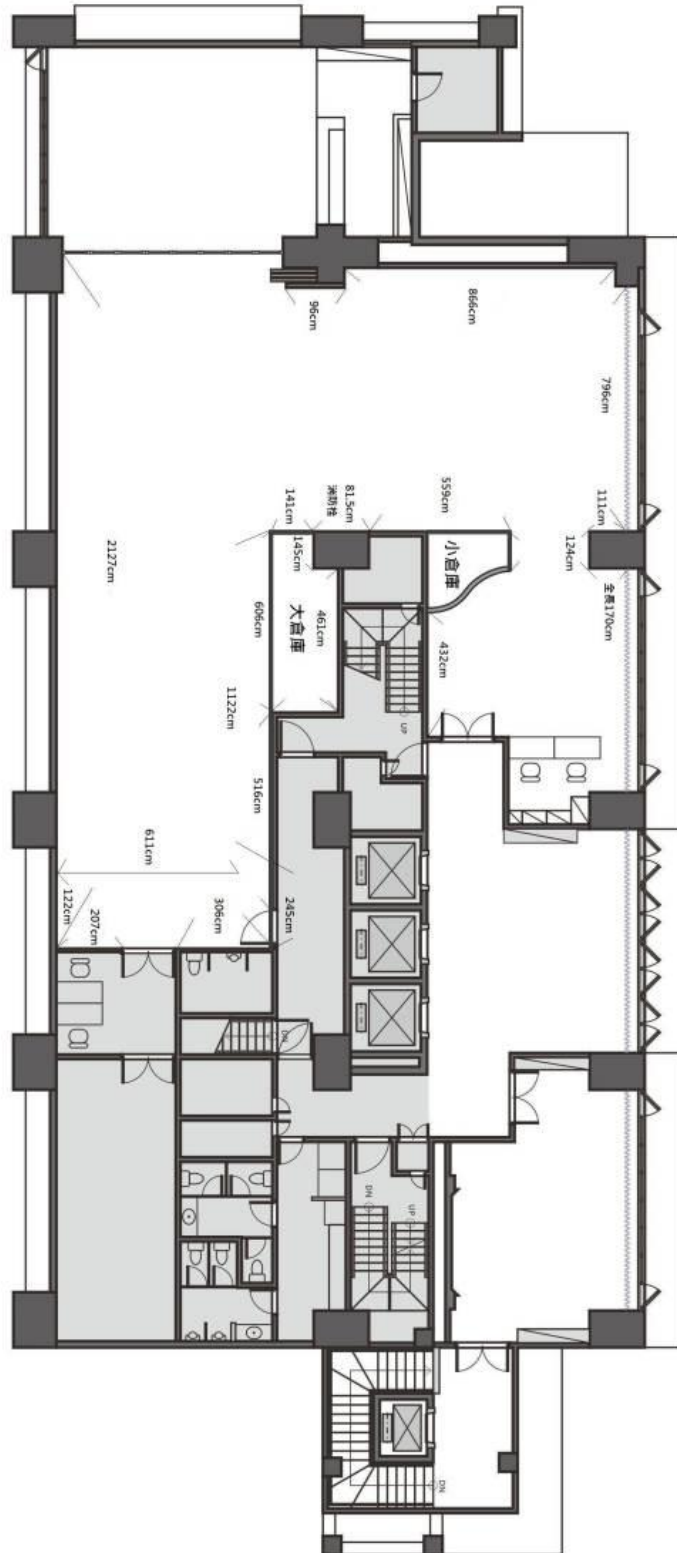 96cm
866cm
796cm
141cm
81.5cm
消防栓
559cm
111cm
124cm
145cm
小倉庫
2127cm
606cm
大倉庫
461cm
432cm
全長170cm
1122cm
UP
516cm
611cm
122cm
207cm
306cm
245cm
DN
DN
UP
DN